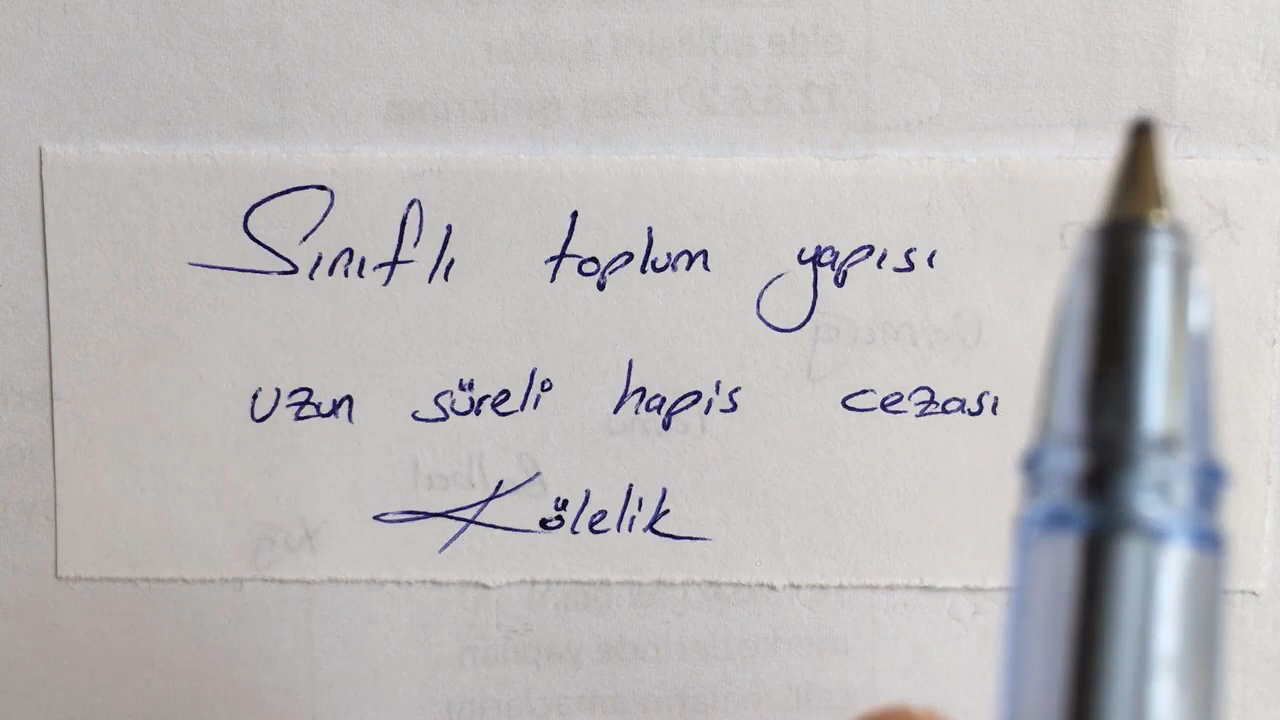 Sınıflı toplum yapısı
uzun süreli hapis cezası
Kölelik